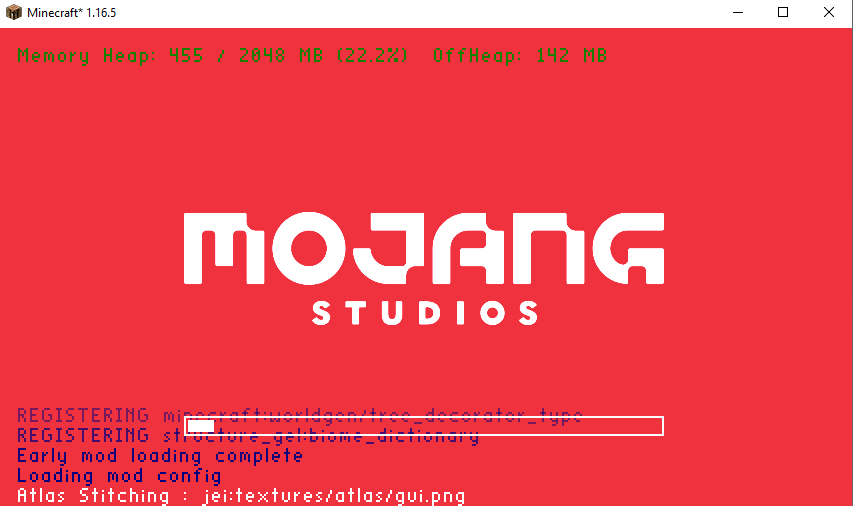 Minecraft* 1.16.5
Memory Heap: 455 / 2048 MB (22.2%)  OffHeap: 142 MB
MOJANG
STUDIOS
REGISTERING minecraft:worldgen/tree_decorator_type
REGISTERING structure_gel:biome_dictionary
Early mod loading complete
Loading mod config
Atlas Stitching : jei:textures/atlas/gui.png